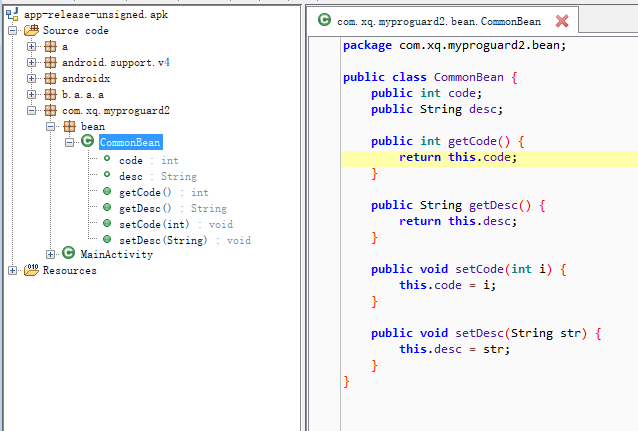 app-release-unsigned.apk
Source code
a
android.support.v4
androidx
b.a.a.a
com.xq.myproguard2
bean
CommonBean
code : int
desc : String
getCode() : int
getDesc() : String
setCode(int) : void
setDesc(String) : void
MainActivity
Resources
com.xq.myproguard2.bean.CommonBean
package com.xq.myproguard2.bean;
public class CommonBean {
public int code;
public String desc;
public int getCode() {
return this.code;
}
public String getDesc() {
return this.desc;
}
public void setCode(int i) {
this.code = i;
}
public void setDesc(String str) {
this.desc = str;
}
}